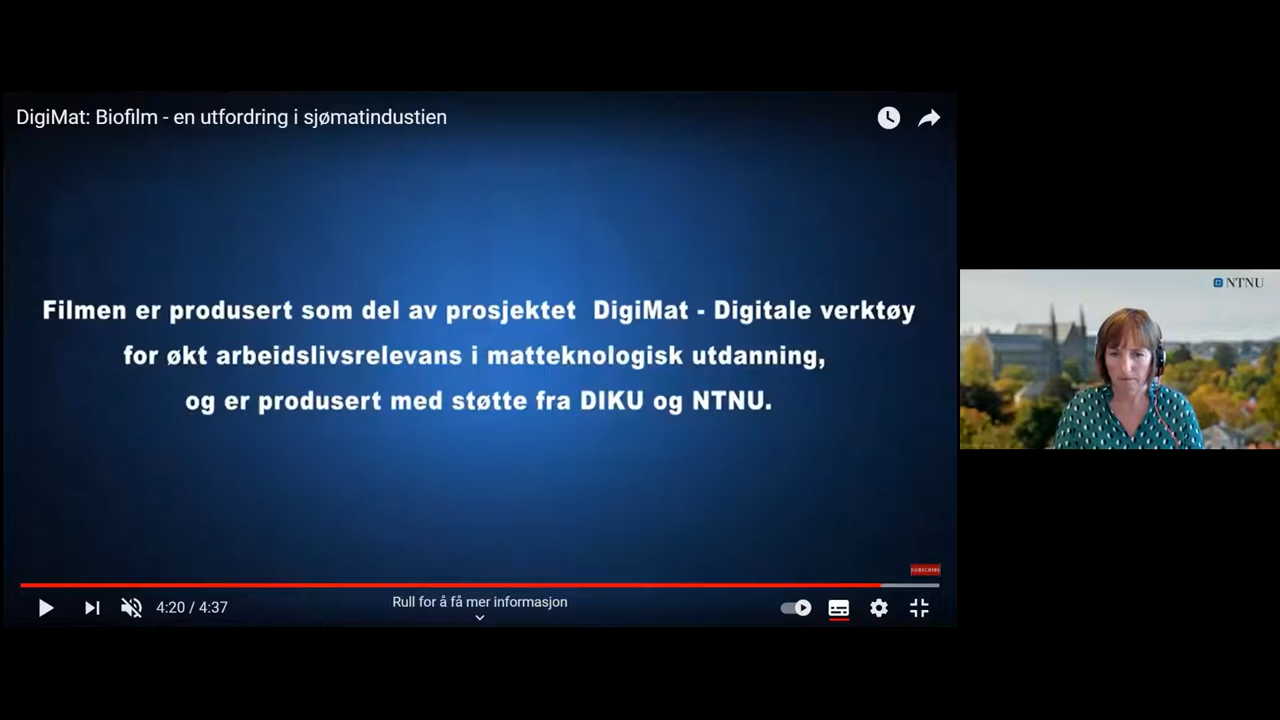 DigiMat: Biofilm - en utfordring i sjømatindustien
Filmen er produsert som del av prosjektet DigiMat - Digitale verktøy
for økt arbeidslivsrelevans i matteknologisk utdanning,
og er produsert med støtte fra DIKU og NTNU.
SUBSCRIBE
4:20 / 4:37
Rull for å få mer informasjon
NTNU